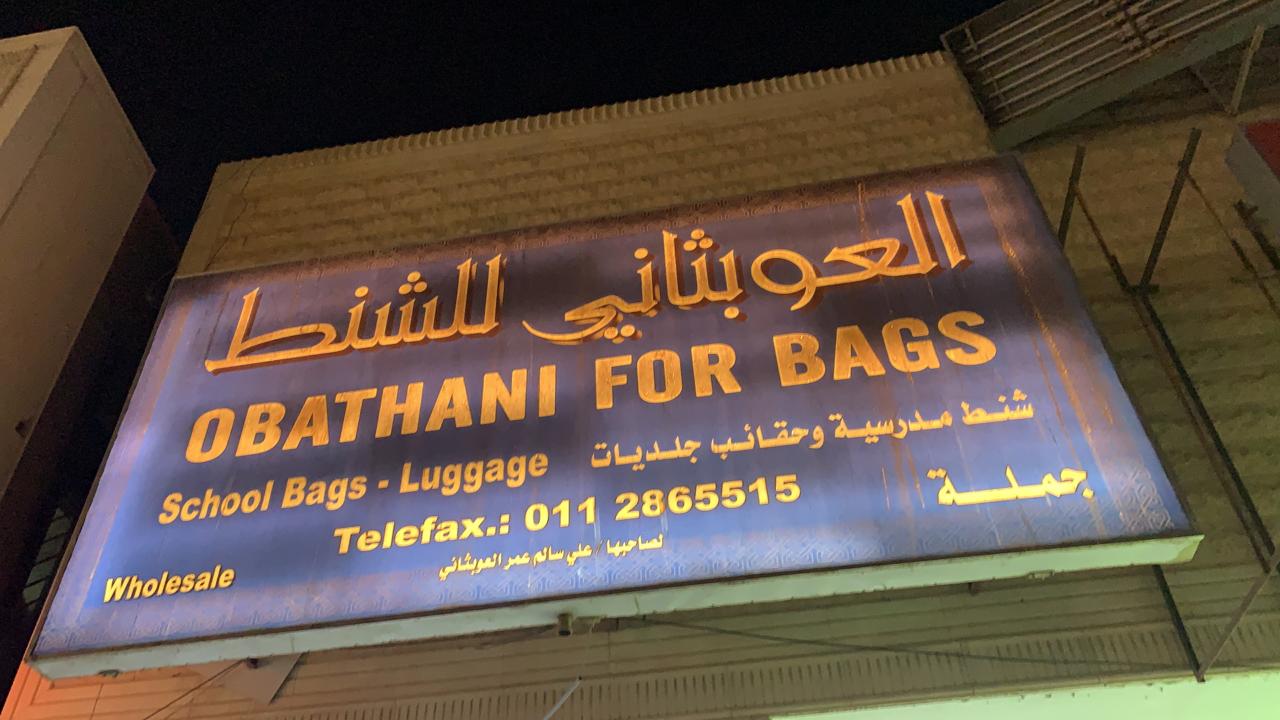 العوبثاني للشنط
OBATHANI FOR BAGS
School Bags - Luggage شنط مدرسية وحقائب جلديات
Telefax.: 011 2865515
جملة
لصاحبها / علي سالم عمر العوبثاني
Wholesale